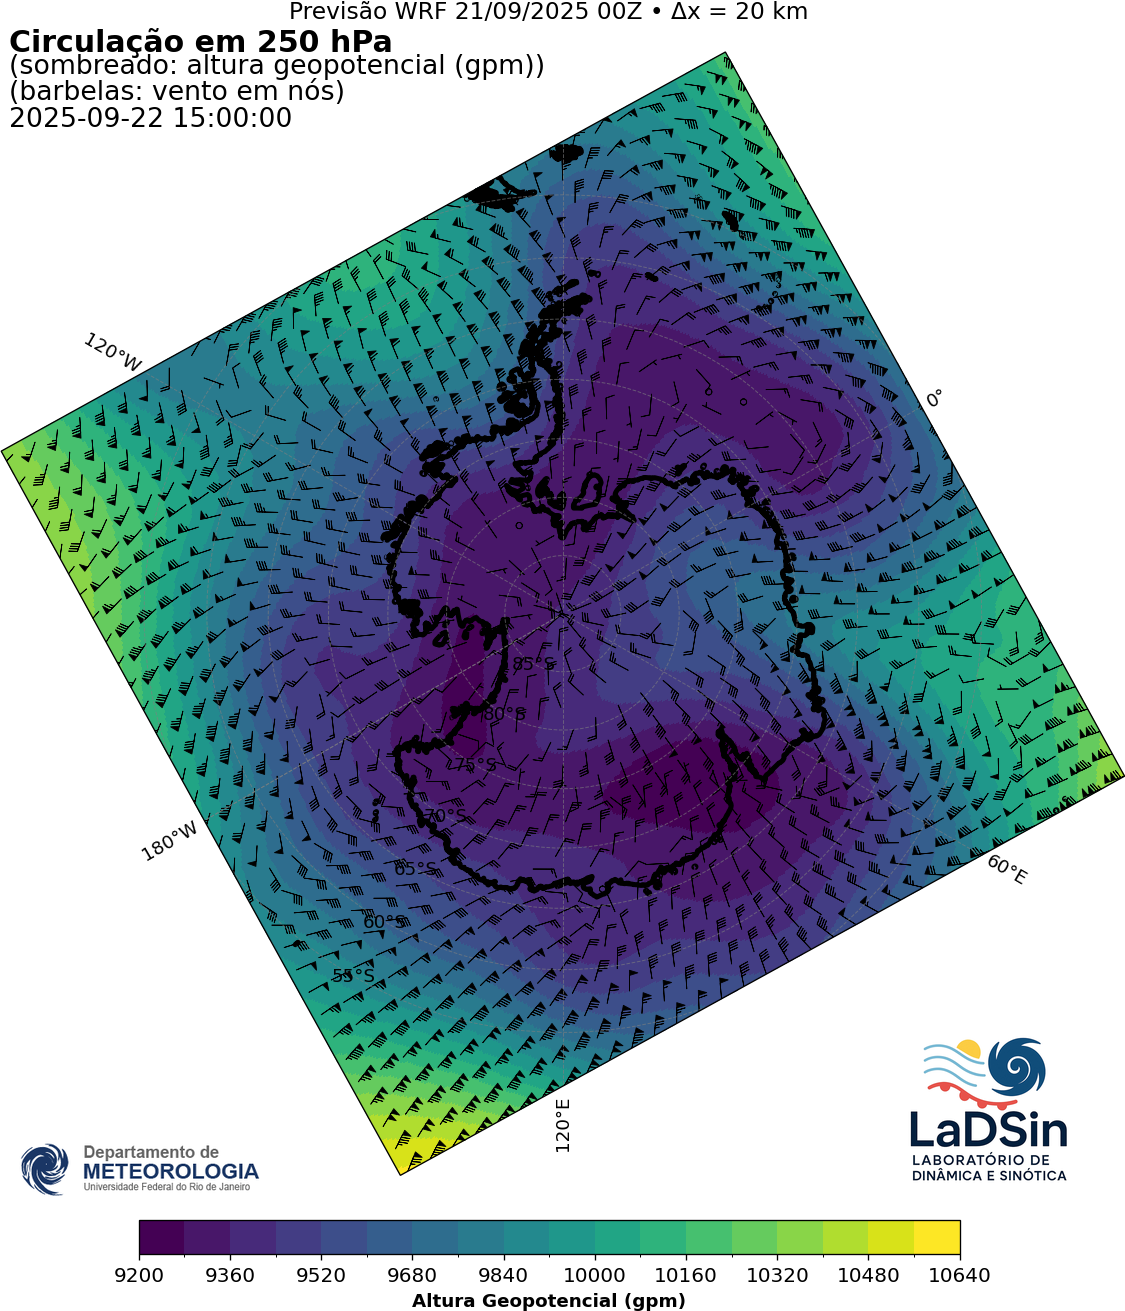 Previsão WRF 21/09/2025 00Z • Δx = 20 km
Circulação em 250 hPa
(sombreado: altura geopotencial (gpm))
(barbelas: vento em nós)
2025-09-22 15:00:00
120°W
0°
85°S
80°S
75°S
70°S
180°W
65°S
60°E
60°S
55°S
120°E
LaDSin
LABORATÓRIO DE
DINÂMICA E SINÓTICA
Departamento de
METEOROLOGIA
Universidade Federal do Rio de Janeiro
9200 9360 9520 9680 9840 10000 10160 10320 10480 10640
Altura Geopotencial (gpm)